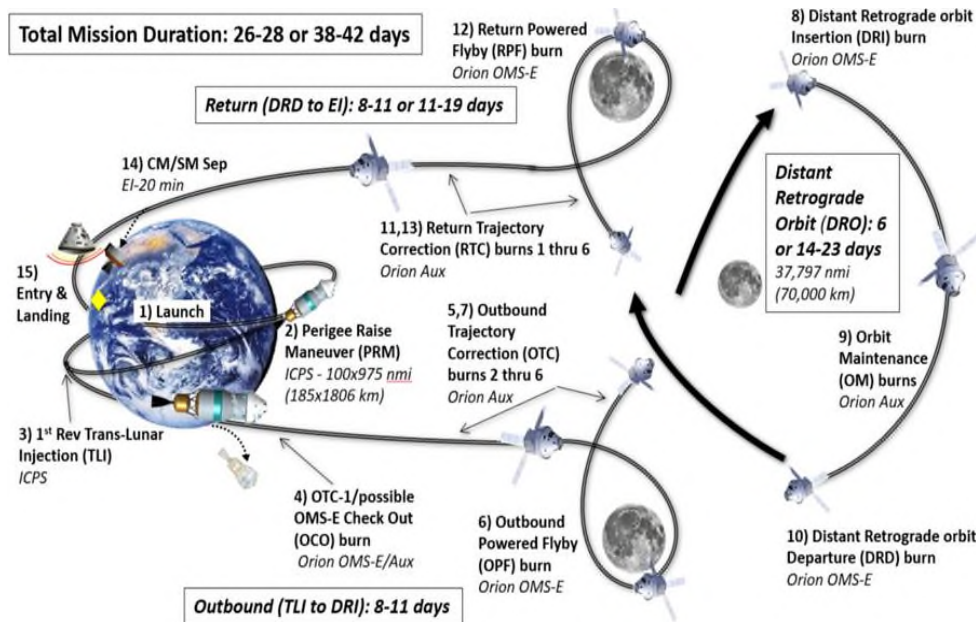 Total Mission Duration: 26-28 or 38-42 days
12) Return Powered
Flyby (RPF) burn
Orion OMS-E
8) Distant Retrograde orbit
Insertion (DRI) burn
Orion OMS-E
Return (DRD to EI): 8-11 or 11-19 days
14) CM/SM Sep
EI-20 min
11,13) Return Trajectory
Correction (RTC) burns 1 thru 6
Orion Aux
Distant
Retrograde
Orbit (DRO): 6
or 14-23 days
37,797 nmi
(70,000 km)
15)
Entry &
Landing
1) Launch
2) Perigee Raise
Maneuver (PRM)
ICPS - 100x975 nmi
(185x1806 km)
5,7) Outbound
Trajectory
Correction (OTC)
burns 2 thru 6
Orion Aux
9) Orbit
Maintenance
(OM) burns
Orion Aux
3) 1st Rev Trans-Lunar
Injection (TLI)
ICPS
4) OTC-1/possible
OMS-E Check Out
(OCO) burn
Orion OMS-E/Aux
6) Outbound
Powered Flyby
(OPF) burn
Orion OMS-E
10) Distant Retrograde orbit
Departure (DRD) burn
Orion OMS-E
Outbound (TLI to DRI): 8-11 days